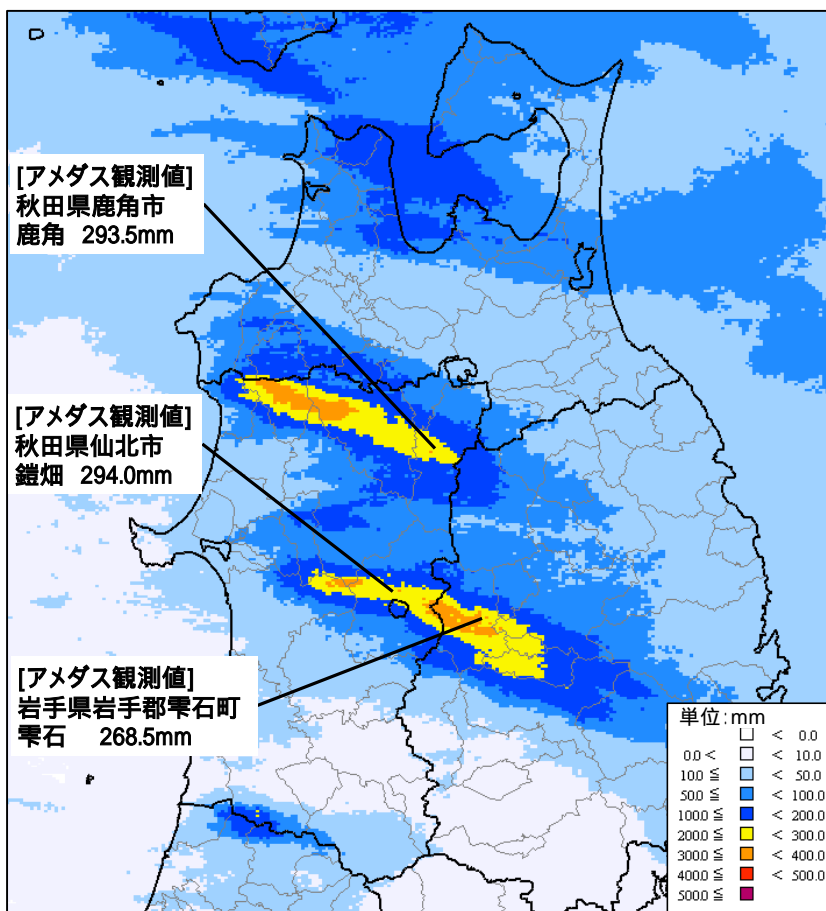 [アメダス観測値]
秋田県鹿角市
鹿角 293.5mm
[アメダス観測値]
秋田県仙北市
鎧畑 294.0mm
[アメダス観測値]
岩手県岩手郡雫石町
雫石 268.5mm
単位:mm
< 0.0
0.0 < < 10.0
10.0 ≦ < 50.0
50.0 ≦ < 100.0
100.0 ≦ < 200.0
200.0 ≦ < 300.0
300.0 ≦ < 400.0
400.0 ≦ < 500.0
500.0 ≦